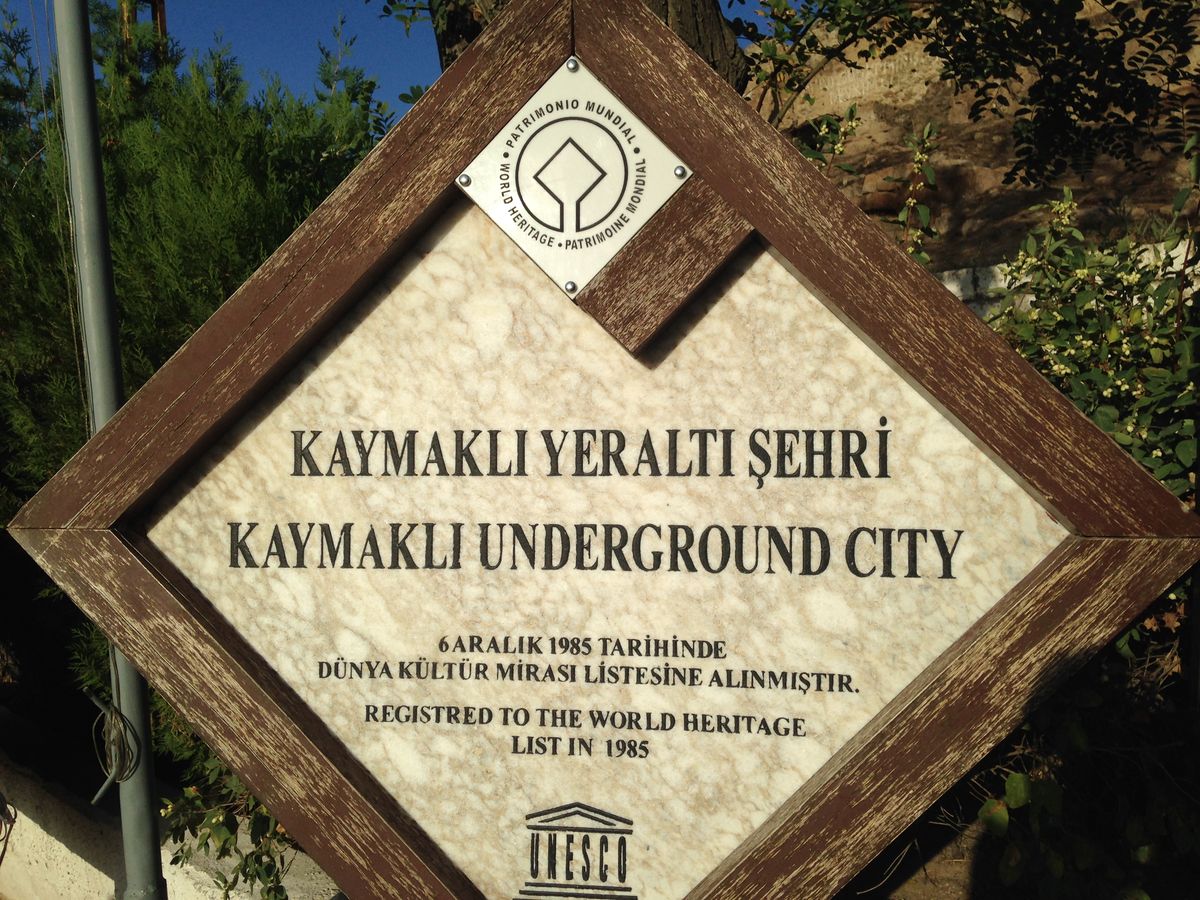 PATRIMONIO MUNDIAL • WORLD HERITAGE • PATRIMOINE MONDIAL •
KAYMAKLI YERALTI ŞEHRİ
KAYMAKLI UNDERGROUND CITY
6 ARALIK 1985 TARİHİNDE
DÜNYA KÜLTÜR MİRASI LİSTESİNE ALINMIŞTIR.
REGISTRED TO THE WORLD HERITAGE
LIST IN 1985
UNESCO